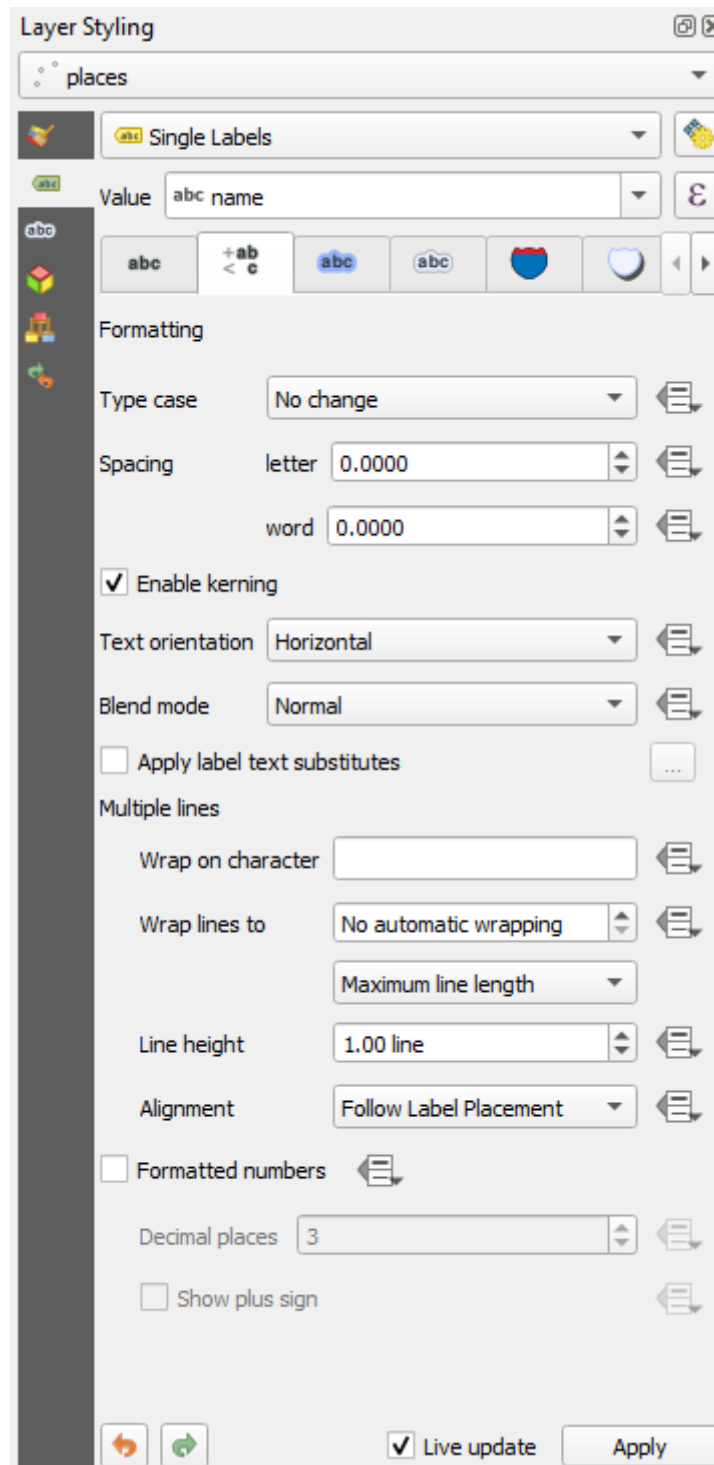 Layer Styling
places
Single Labels
Value abc name ε
abc +ab < c abc abc
Formatting
Type case No change
Spacing letter 0.0000
word 0.0000
Enable kerning
Text orientation Horizontal
Blend mode Normal
Apply label text substitutes ...
Multiple lines
Wrap on character
Wrap lines to No automatic wrapping
Maximum line length
Line height 1.00 line
Alignment Follow Label Placement
Formatted numbers
Decimal places 3
Show plus sign
Live update Apply